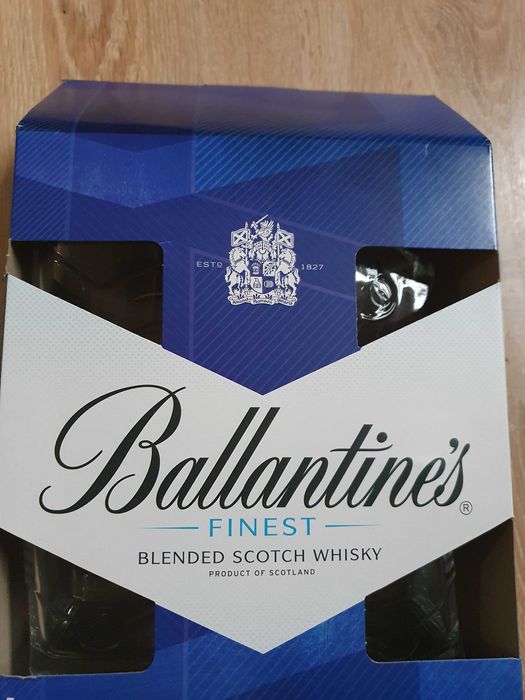 ESTD 1827
Ballantine's®
FINEST
BLENDED SCOTCH WHISKY
PRODUCT OF SCOTLAND